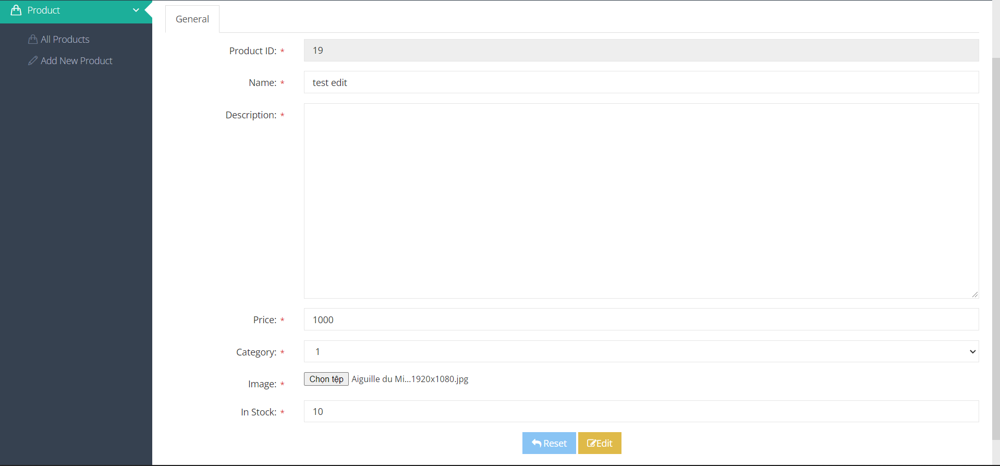 Product
All Products
Add New Product
General
Product ID: * 19
Name: * test edit
Description: *
Price: * 1000
Category: * 1
Image: * Chọn tệp Aiguille du Mi...1920x1080.jpg
In Stock: * 10
Reset Edit